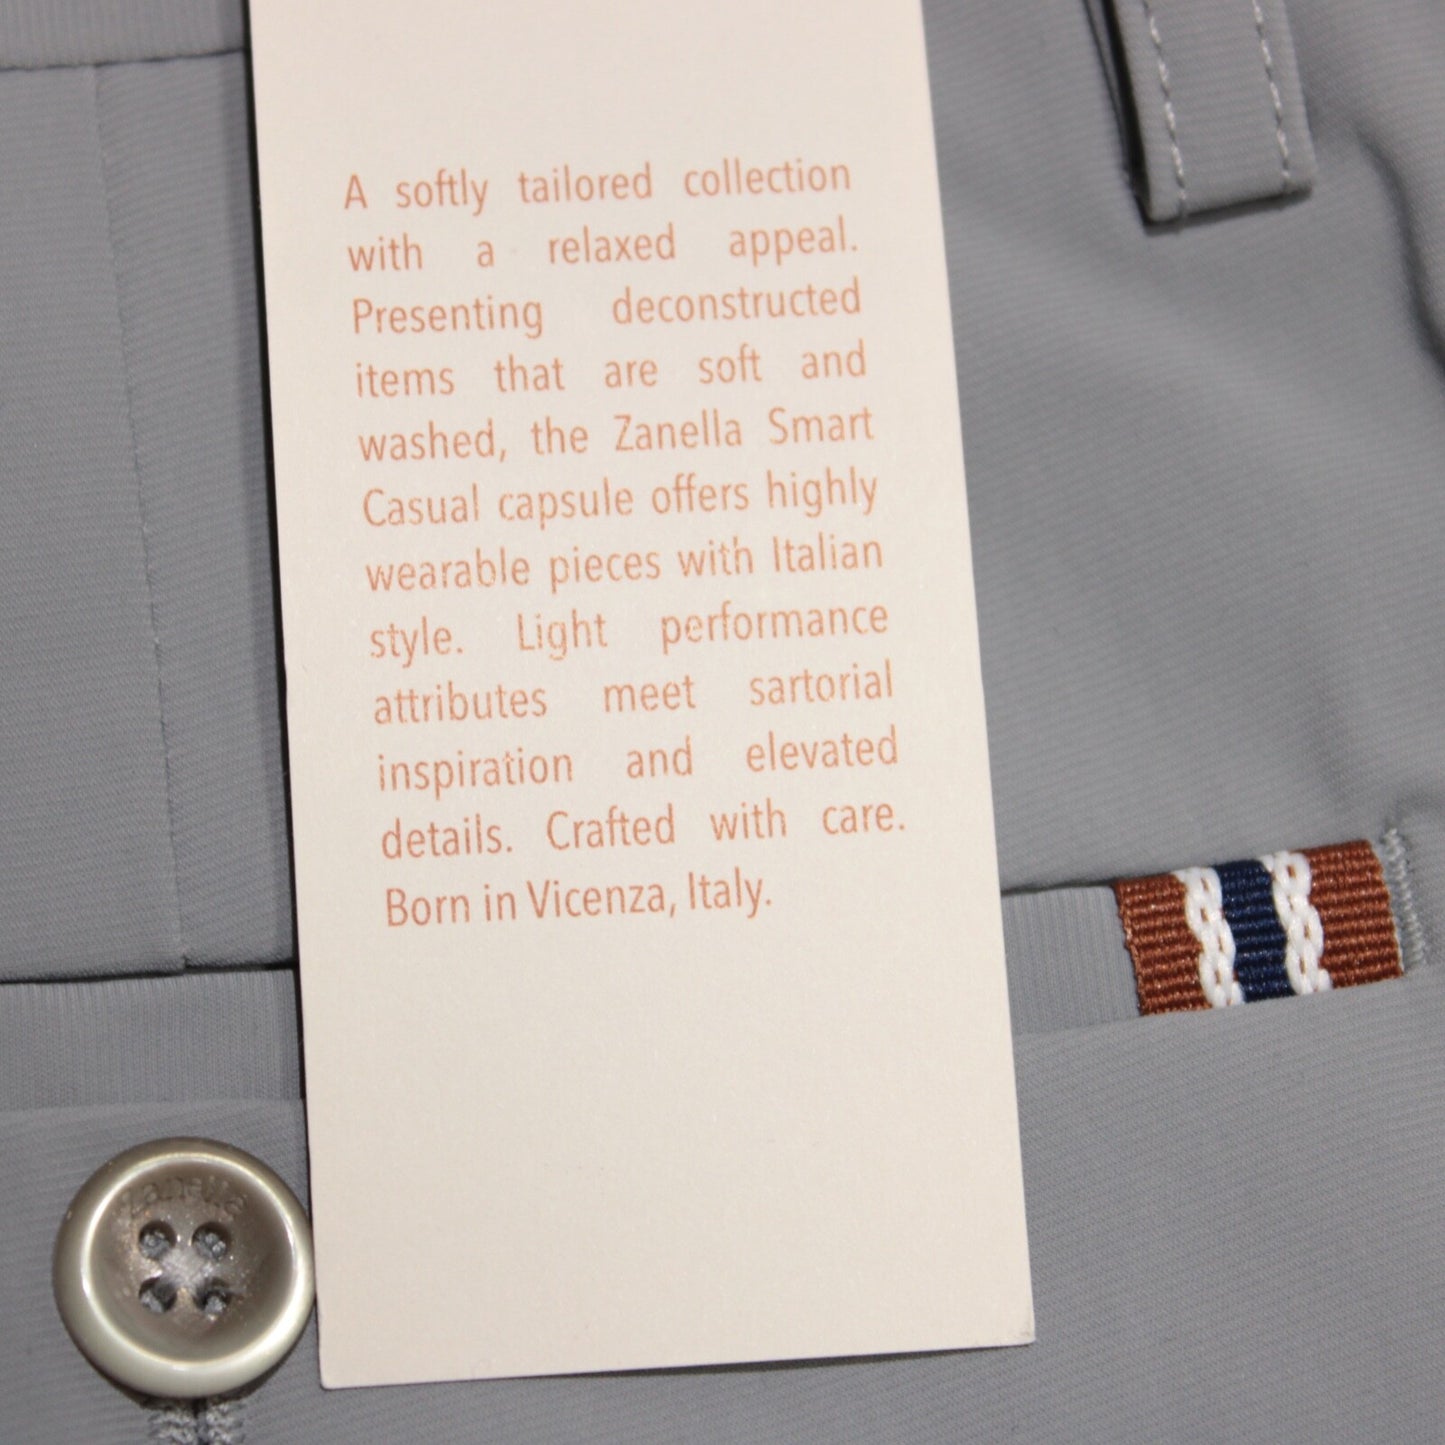 A softly tailored collection
with a relaxed appeal.
Presenting deconstructed
items that are soft and
washed, the Zanella Smart
Casual capsule offers highly
wearable pieces with Italian
style. Light performance
attributes meet sartorial
inspiration and elevated
details. Crafted with care.
Born in Vicenza, Italy.
Zanella